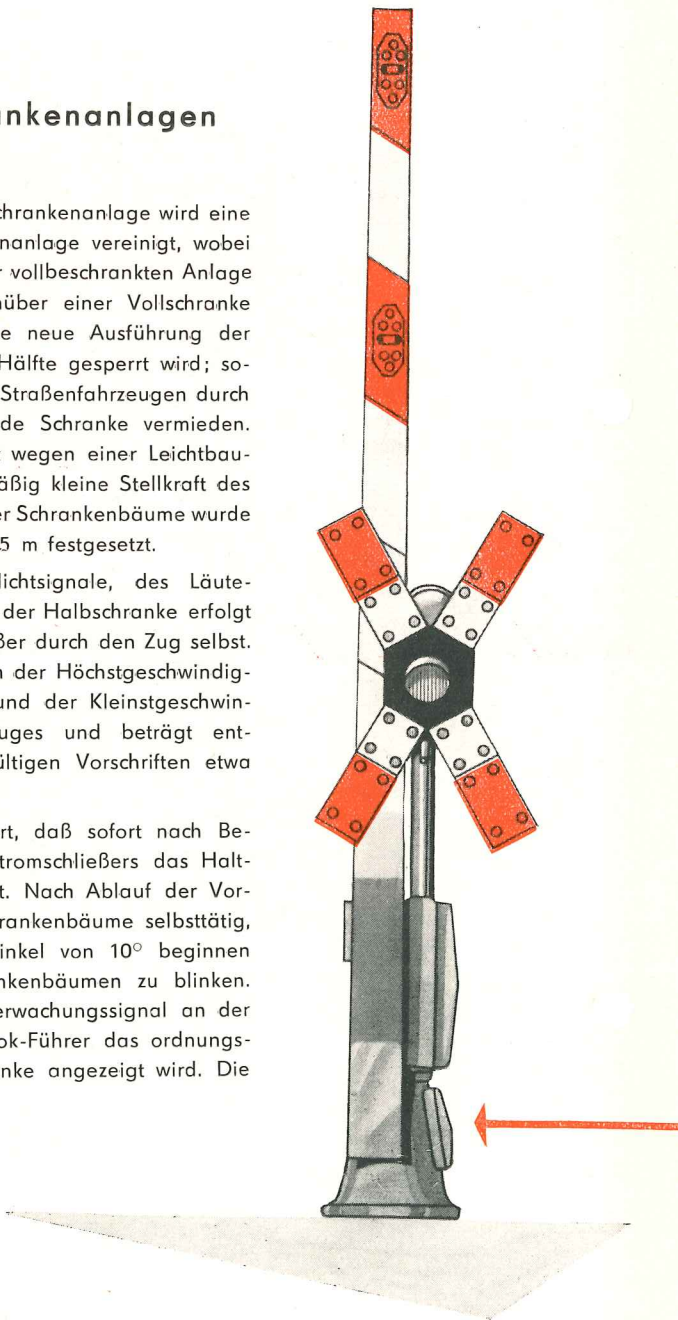 nkenanlagen
chrankenanlage wird eine
nanlage vereinigt, wobei
r vollbeschrankten Anlage
nüber einer Vollschranke
e neue Ausführung der
Hälfte gesperrt wird; so-
Straßenfahrzeugen durch
de Schranke vermieden.
t wegen einer Leichtbau-
äßig kleine Stellkraft des
er Schrankenbäume wurde
5 m festgesetzt.
lichtsignale, des Läute-
der Halbschranke erfolgt
ßer durch den Zug selbst.
n der Höchstgeschwindig-
und der Kleinstgeschwin-
uges und beträgt ent-
ültigen Vorschriften etwa
rt, daß sofort nach Be-
tromschließers das Halt-
t. Nach Ablauf der Vor-
rankenbäume selbsttätig,
inkel von 10° beginnen
nkenbäumen zu blinken.
erwachungssignal an der
ok-Führer das ordnungs-
nke angezeigt wird. Die